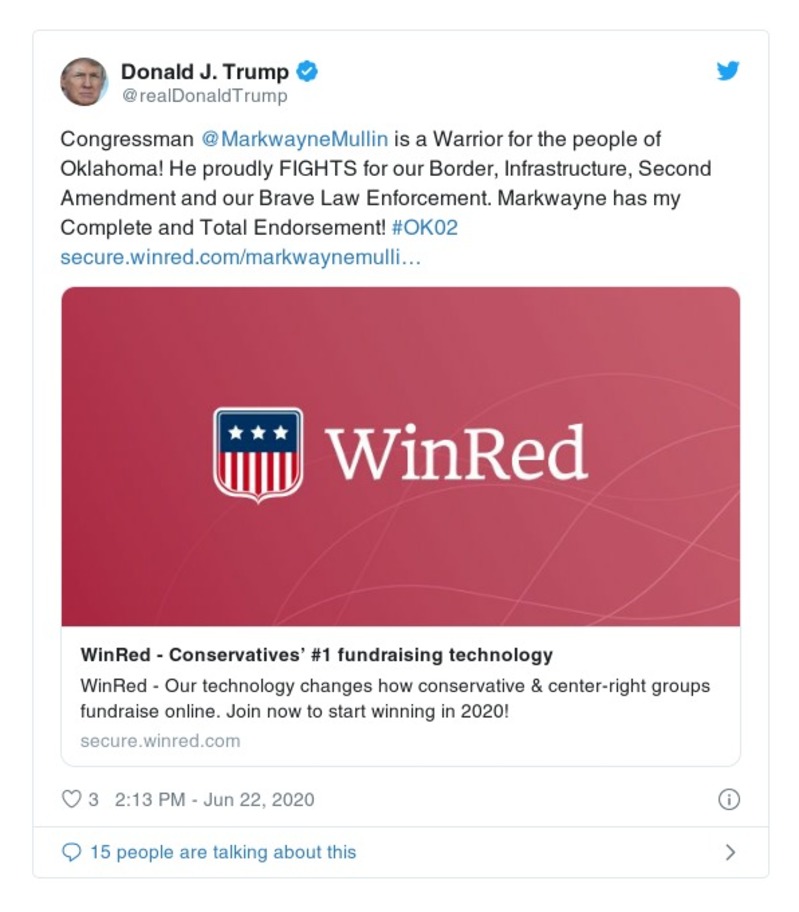 Donald J. Trump
@realDonaldTrump
Congressman @MarkwayneMullin is a Warrior for the people of
Oklahoma! He proudly FIGHTS for our Border, Infrastructure, Second
Amendment and our Brave Law Enforcement. Markwayne has my
Complete and Total Endorsement! #OK02
secure.winred.com/markwaynemulli…
WinRed
WinRed - Conservatives’ #1 fundraising technology
WinRed - Our technology changes how conservative & center-right groups
fundraise online. Join now to start winning in 2020!
secure.winred.com
3 2:13 PM - Jun 22, 2020
15 people are talking about this